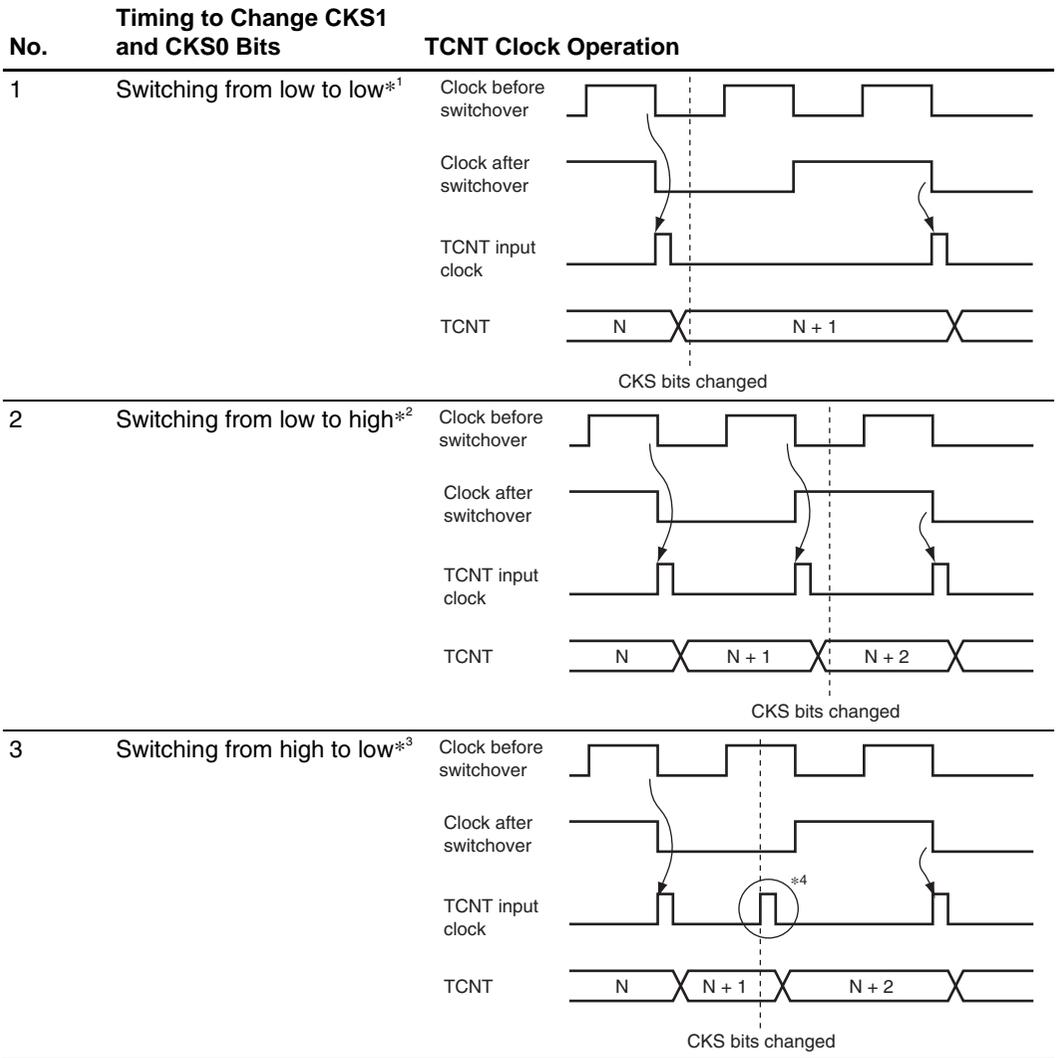 No.
Timing to Change CKS1
and CKS0 Bits
TCNT Clock Operation
1
Switching from low to low*1
Clock before
switchover
Clock after
switchover
TCNT input
clock
TCNT
N
N + 1
CKS bits changed
2
Switching from low to high*2
Clock before
switchover
Clock after
switchover
TCNT input
clock
TCNT
N
N + 1
N + 2
CKS bits changed
3
Switching from high to low*3
Clock before
switchover
Clock after
switchover
*4
TCNT input
clock
TCNT
N
N + 1
N + 2
CKS bits changed